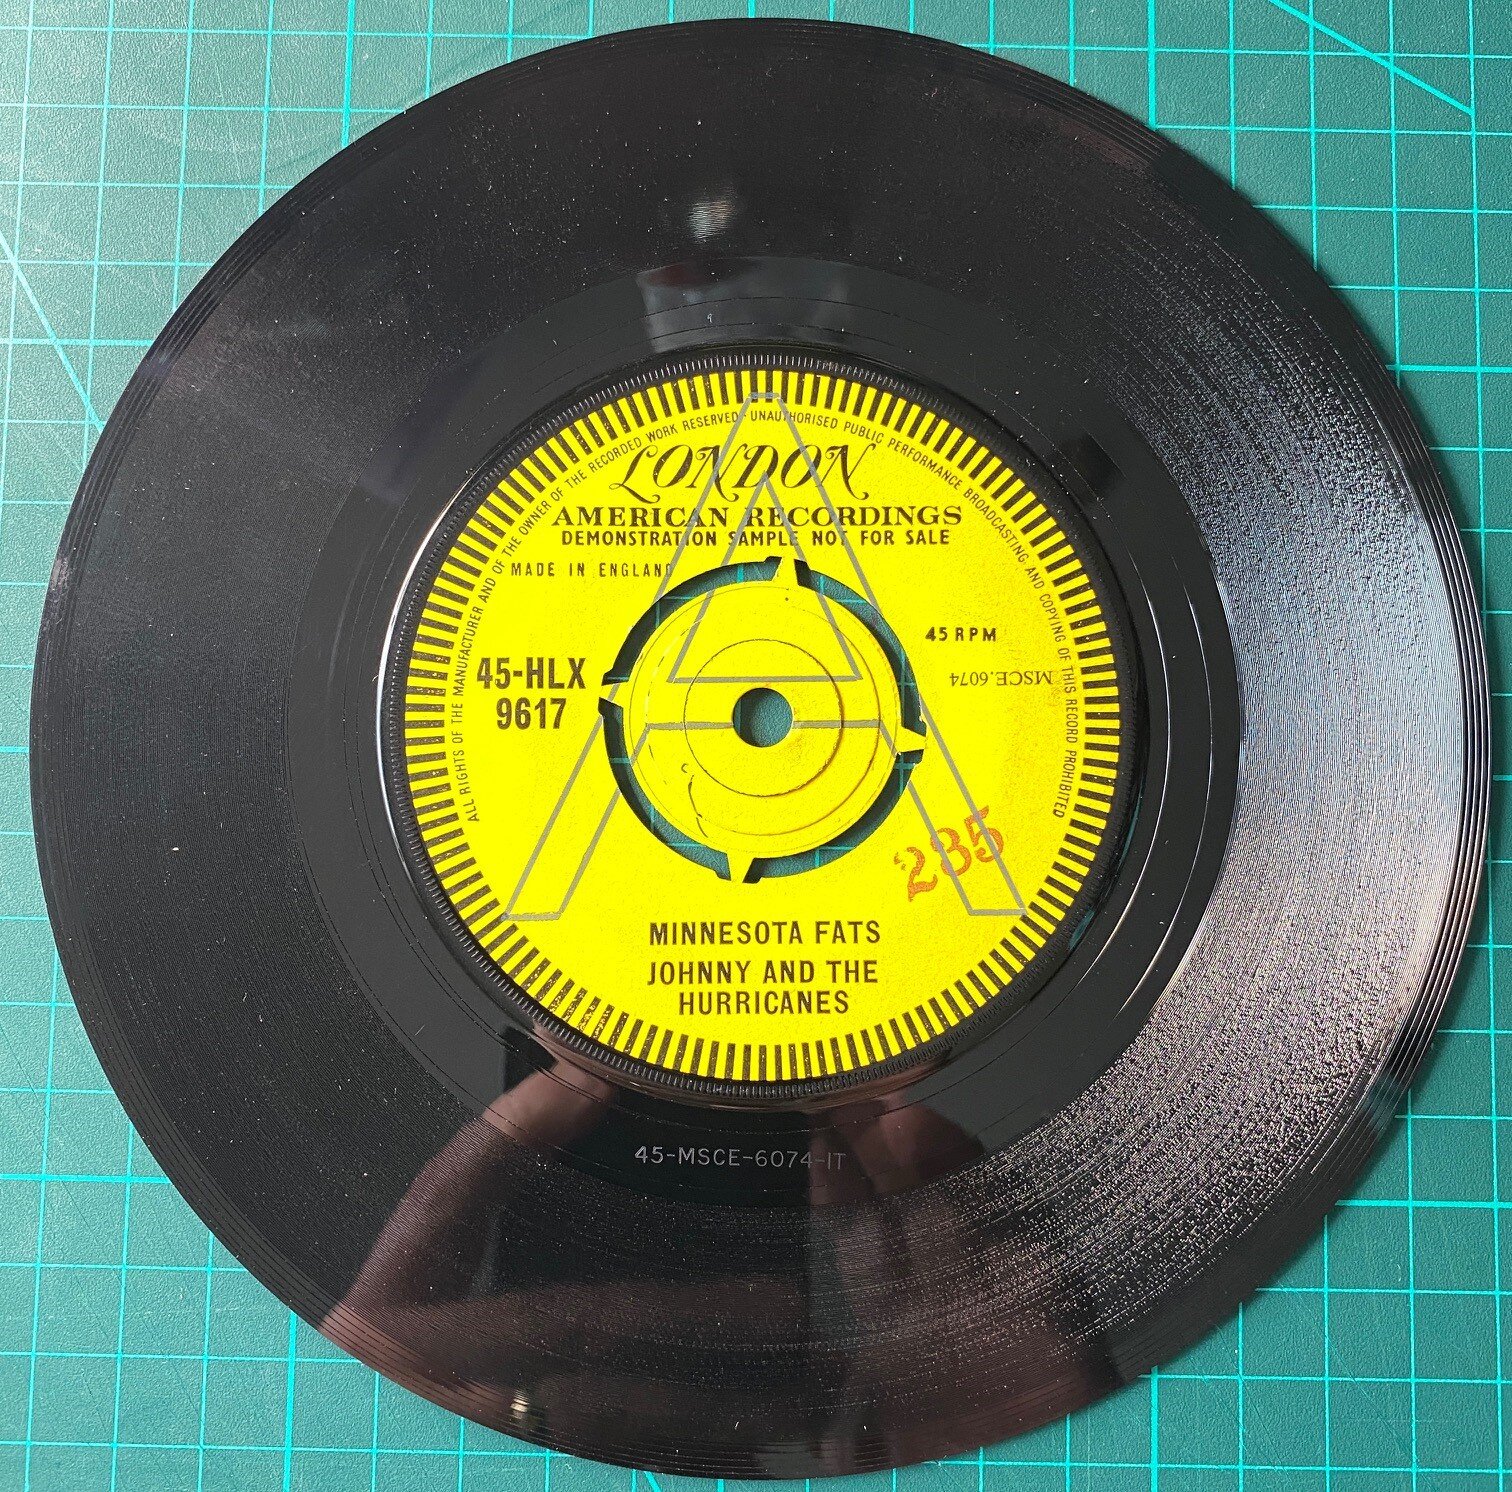 ALL RIGHTS OF THE MANUFACTURER AND OF THE OWNER OF THE RECORDED WORK RESERVED · UNAUTHORISED PUBLIC PERFORMANCE BROADCASTING AND COPYING OF THIS RECORD PROHIBITED
A
LONDON
AMERICAN RECORDINGS
DEMONSTRATION SAMPLE NOT FOR SALE
MADE IN ENGLAND
45 RPM
45-HLX
9617
MSCE.6074
285
MINNESOTA FATS
JOHNNY AND THE
HURRICANES
45-MSCE-6074-1T